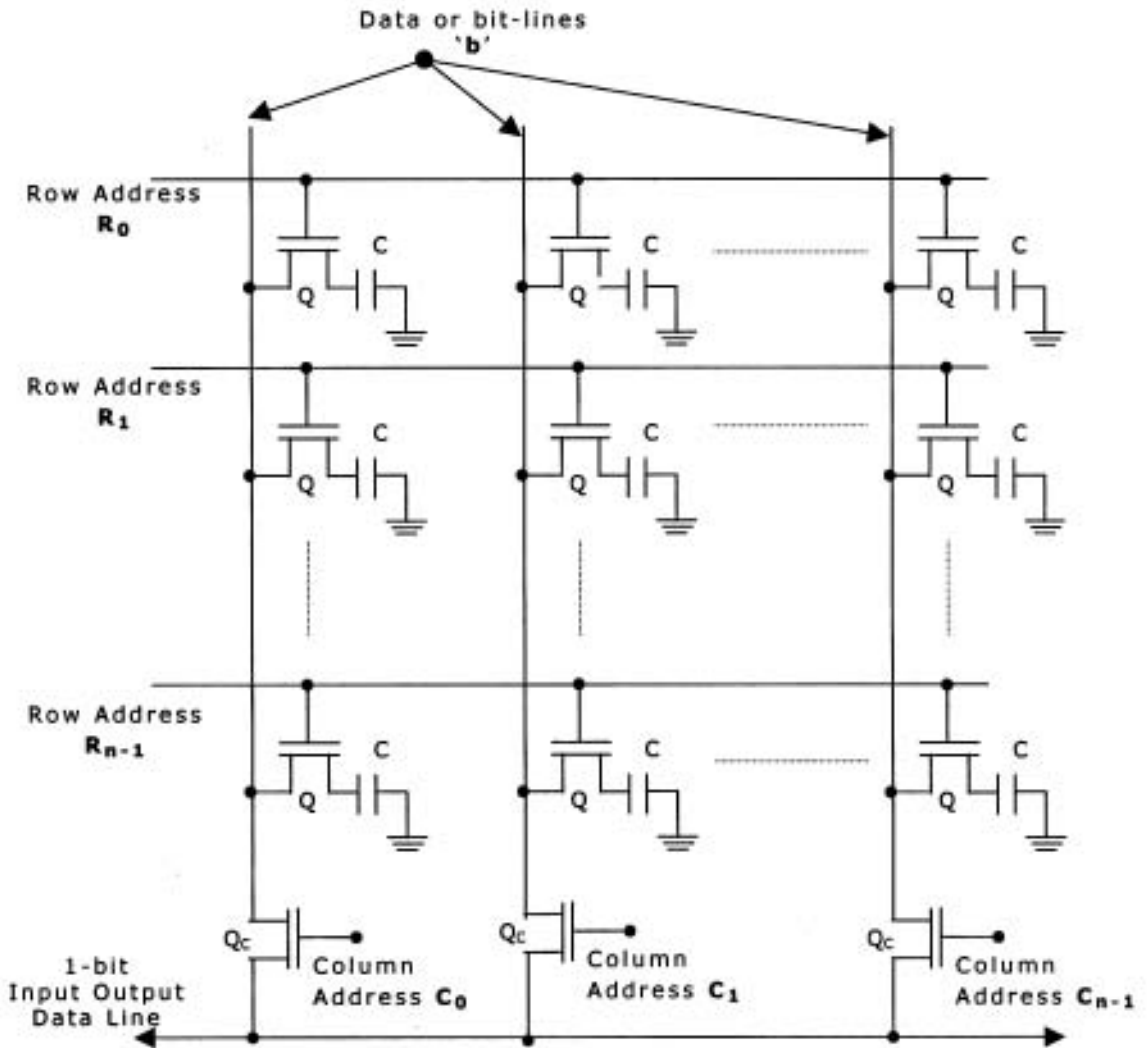 Data or bit-lines
'b'
Row Address
R0
C
C
C
Q
Q
Q
Row Address
R1
C
C
C
Q
Q
Q
Row Address
Rn-1
C
C
C
Q
Q
Q
QC
QC
QC
Column
Address C0
Column
Address C1
Column
Address Cn-1
1-bit
Input Output
Data Line